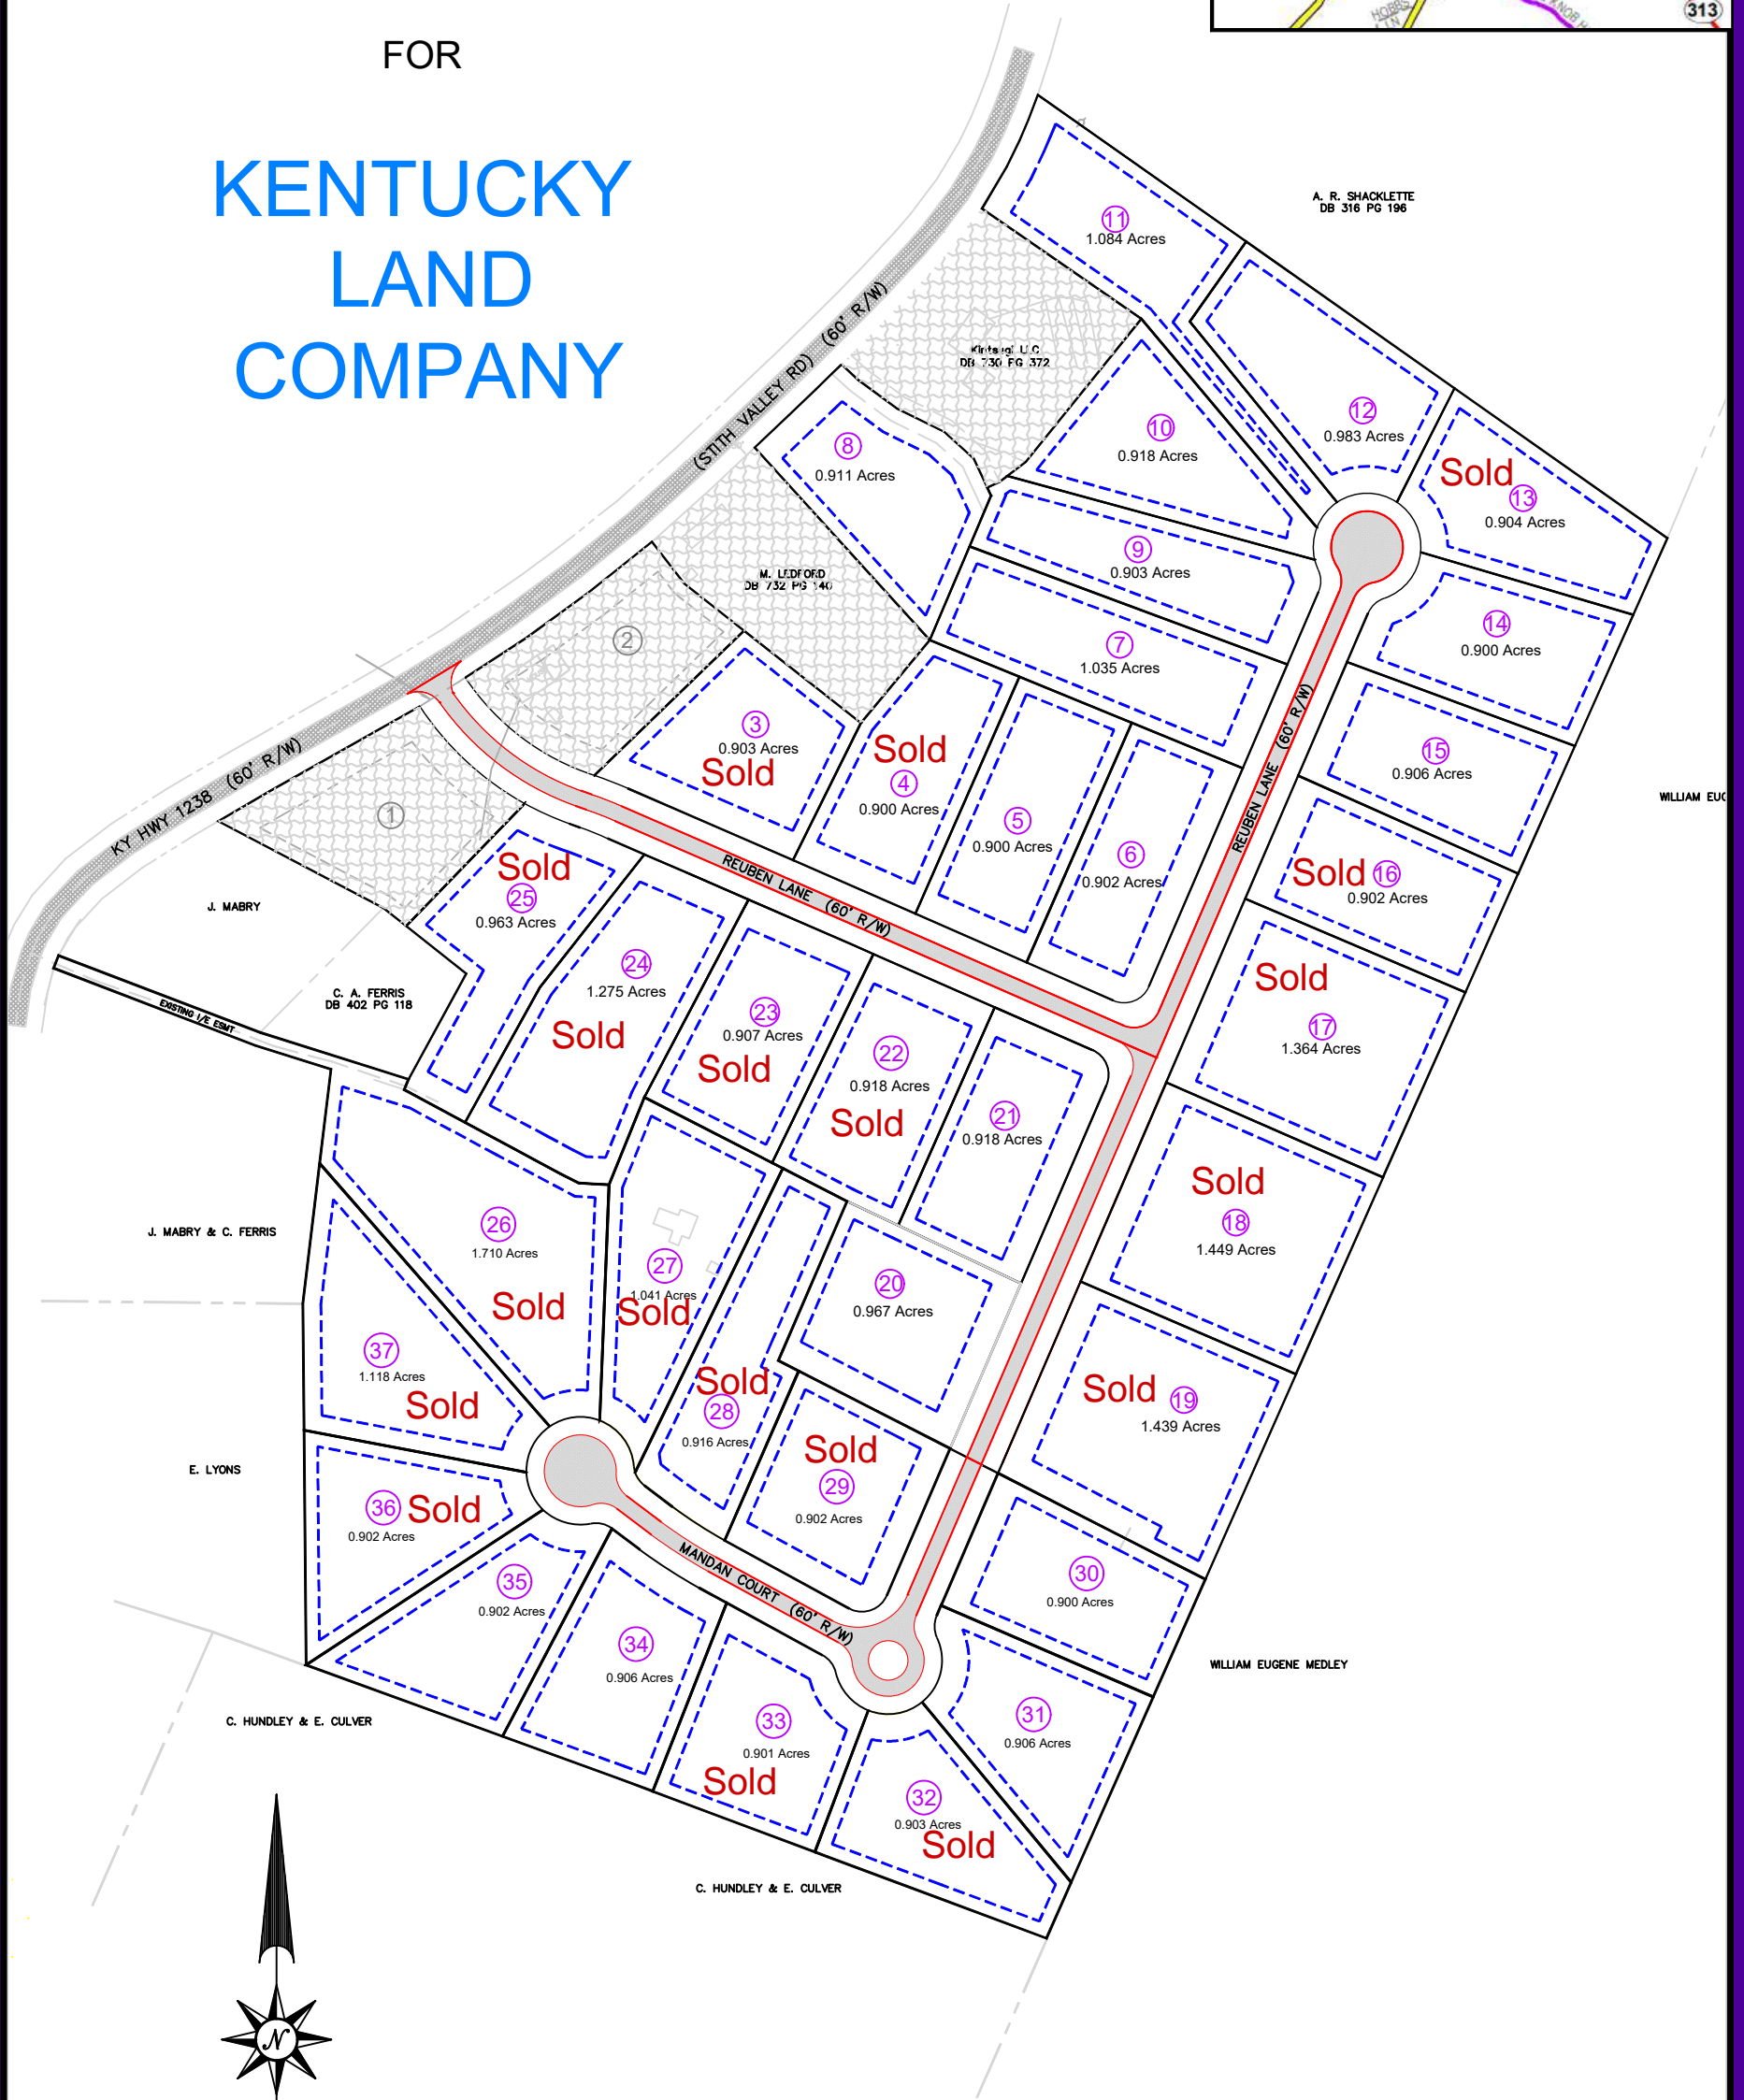 313
HOBBS
LN
KNOB
FOR
KENTUCKY
LAND
COMPANY
A. R. SHACKLETTE
DB 316 PG 196
11
1.084 Acres
(STITH VALLEY RD) (60' R/W)
DB 730 PG 372
12
0.983 Acres
10
0.918 Acres
8
0.911 Acres
Sold
13
0.904 Acres
9
0.903 Acres
M. LEDFORD
DB 732 PG 140
14
0.900 Acres
2
7
1.035 Acres
3
0.903 Acres
Sold
Sold
4
0.900 Acres
REUBEN LANE (60' R/W)
15
0.906 Acres
KY HWY 1238 (60' R/W)
1
5
0.900 Acres
6
0.902 Acres
WILLIAM EUG
Sold
16
0.902 Acres
REUBEN LANE (60' R/W)
Sold
25
0.963 Acres
J. MABRY
24
1.275 Acres
Sold
C. A. FERRIS
DB 402 PG 118
EXISTING I/E ESMT
23
0.907 Acres
Sold
22
0.918 Acres
Sold
21
0.918 Acres
Sold
17
1.364 Acres
Sold
18
1.449 Acres
J. MABRY & C. FERRIS
26
1.710 Acres
Sold
27
1.041 Acres
Sold
20
0.967 Acres
37
1.118 Acres
Sold
Sold
28
0.916 Acres
Sold
19
1.439 Acres
E. LYONS
Sold
29
0.902 Acres
36
Sold
0.902 Acres
35
0.902 Acres
MANDAN COURT (60' R/W)
30
0.900 Acres
34
0.906 Acres
WILLIAM EUGENE MEDLEY
C. HUNDLEY & E. CULVER
33
0.901 Acres
Sold
31
0.906 Acres
32
0.903 Acres
Sold
C. HUNDLEY & E. CULVER
N